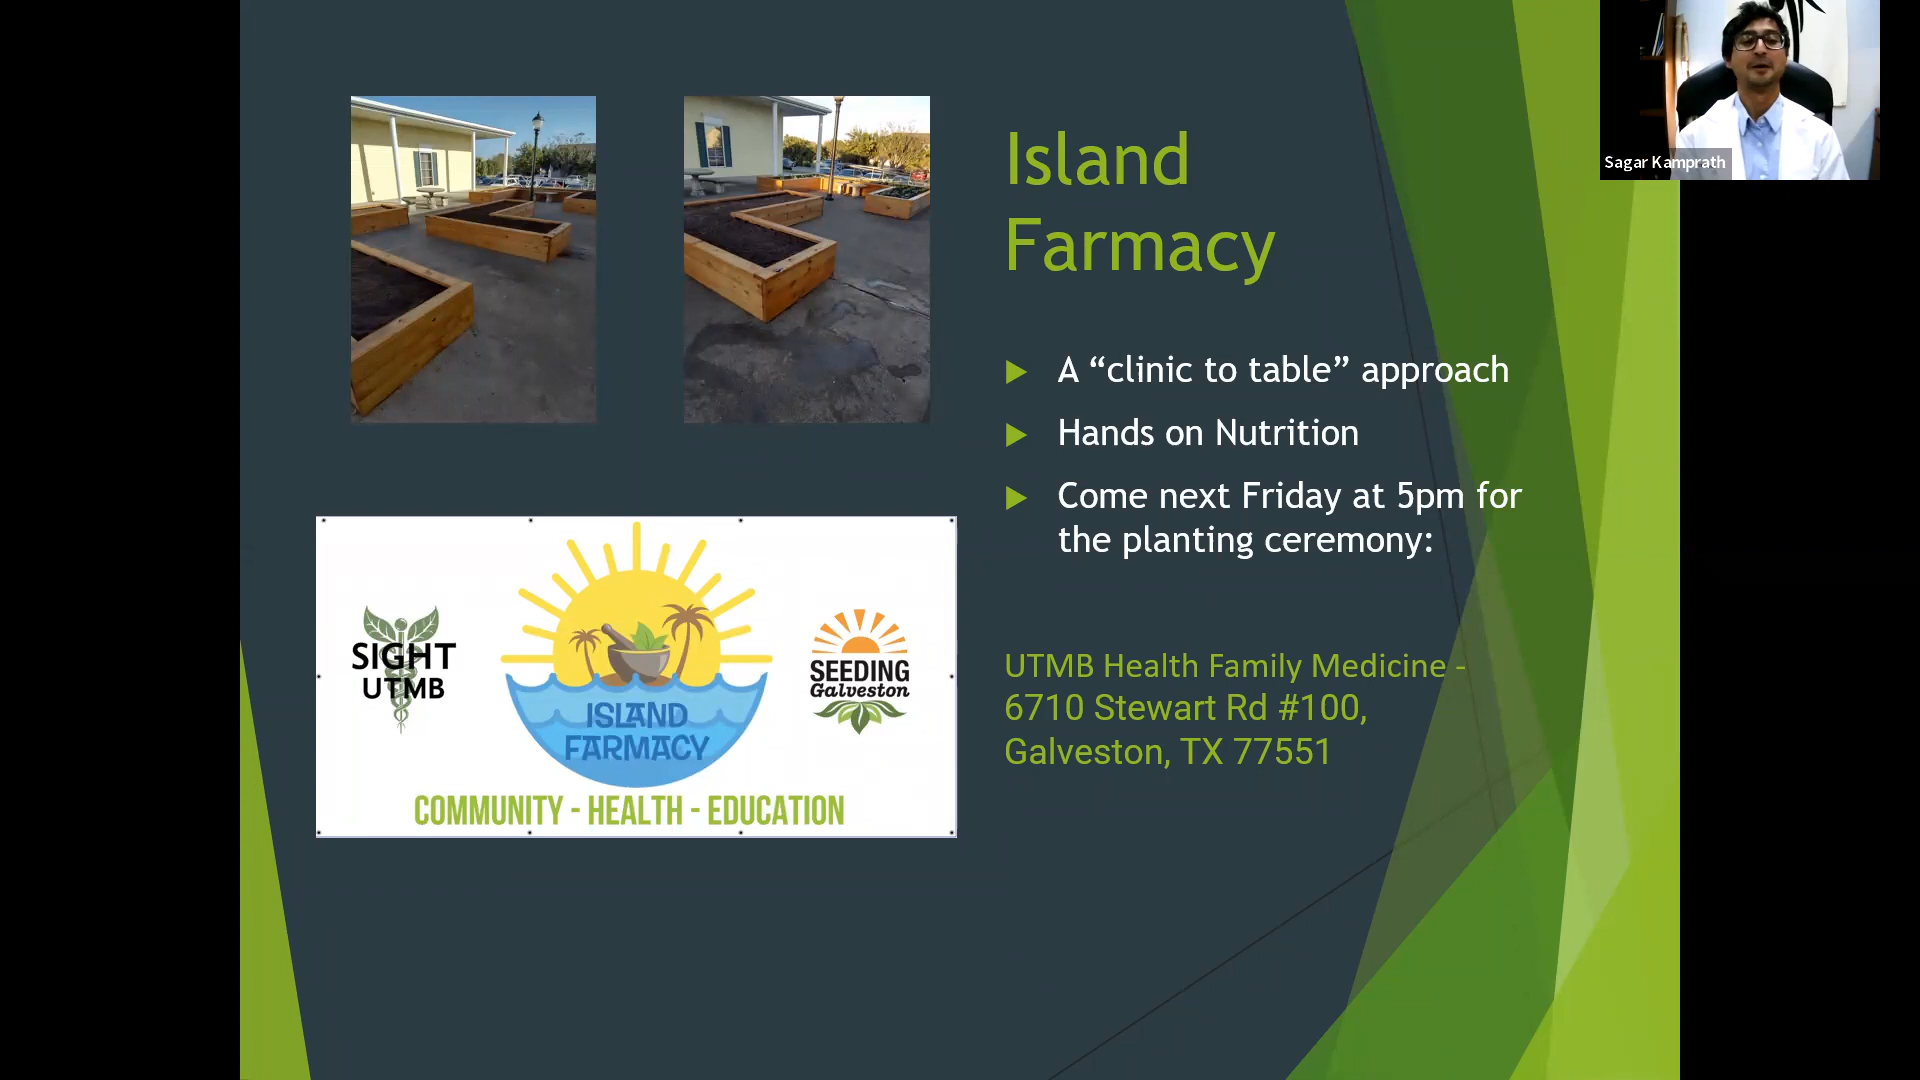 Island
Farmacy
A “clinic to table” approach
Hands on Nutrition
Come next Friday at 5pm for
the planting ceremony:
UTMB Health Family Medicine -
6710 Stewart Rd #100,
Galveston, TX 77551
SIGHT
UTMB
ISLAND
FARMACY
SEEDING
Galveston
COMMUNITY - HEALTH - EDUCATION
Sagar Kamprath